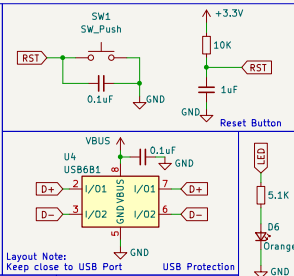 SW1
SW_Push
RST
0.1uF
GND
+3.3V
10K
RST
1uF
GND
Reset Button
VBUS
0.1uF
GND
U4
USB6B1
8
VBUS
D+ 2 I/O1 I/O1 7 D+
D- 3 I/O2 I/O2 6 D-
GND
5
GND
Layout Note:
Keep close to USB Port
USB Protection
LED
5.1K
D6
Orange
GND